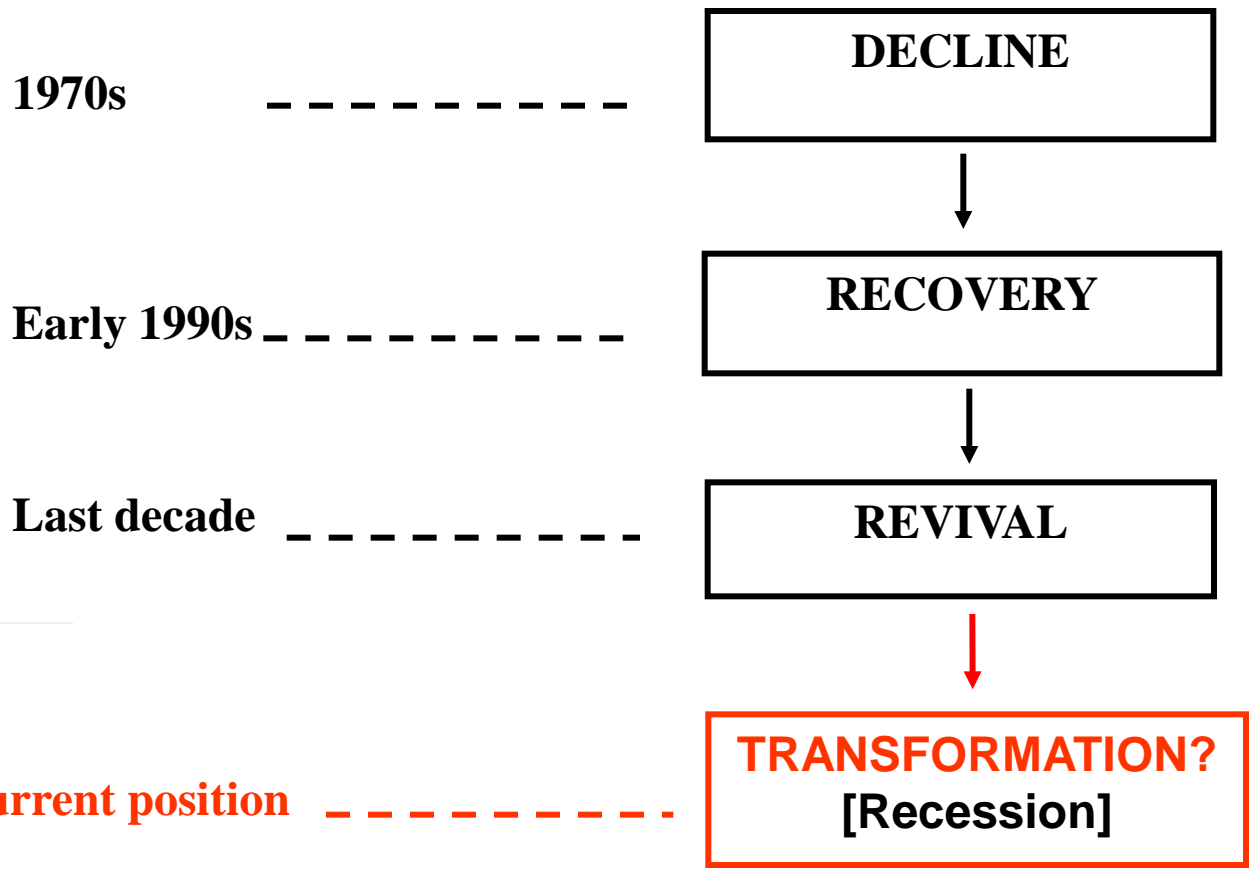 1970s
DECLINE
Early 1990s
RECOVERY
Last decade
REVIVAL
urrent position
TRANSFORMATION?
[Recession]